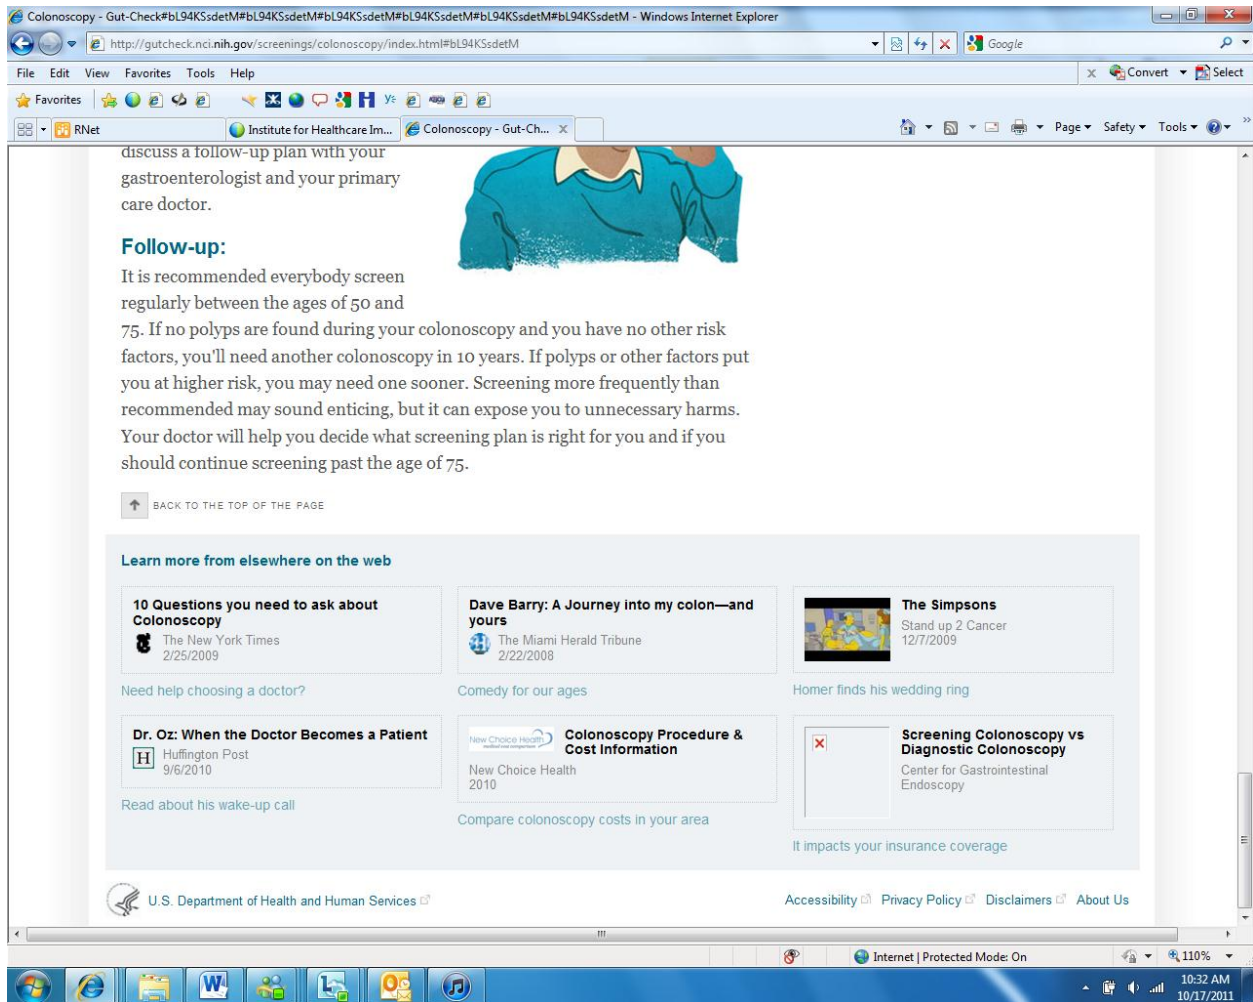 Colonoscopy - Gut-Check#bL94KSsdetM#bL94KSsdetM#bL94KSsdetM#bL94KSsdetM#bL94KSsdetM#bL94KSsdetM - Windows Internet Explorer
http://gutcheck.nci.nih.gov/screenings/colonoscopy/index.html#bL94KSsdetM
Google
File Edit View Favorites Tools Help
x Convert Select
Favorites
RNet
Institute for Healthcare Im...
Colonoscopy - Gut-Ch... X
Page Safety Tools
discuss a follow-up plan with your
gastroenterologist and your primary
care doctor.
Follow-up:
It is recommended everybody screen
regularly between the ages of 50 and
75. If no polyps are found during your colonoscopy and you have no other risk
factors, you'll need another colonoscopy in 10 years. If polyps or other factors put
you at higher risk, you may need one sooner. Screening more frequently than
recommended may sound enticing, but it can expose you to unnecessary harms.
Your doctor will help you decide what screening plan is right for you and if you
should continue screening past the age of 75.
BACK TO THE TOP OF THE PAGE
Learn more from elsewhere on the web
10 Questions you need to ask about
Colonoscopy
The New York Times
2/25/2009
Need help choosing a doctor?
Dave Barry: A Journey into my colon—and
yours
The Miami Herald Tribune
2/22/2008
Comedy for our ages
The Simpsons
Stand up 2 Cancer
12/7/2009
Homer finds his wedding ring
Dr. Oz: When the Doctor Becomes a Patient
H Huffington Post
9/6/2010
Read about his wake-up call
New Choice Health
Colonoscopy Procedure &
Cost Information
New Choice Health
2010
Compare colonoscopy costs in your area
Screening Colonoscopy vs
Diagnostic Colonoscopy
Center for Gastrointestinal
Endoscopy
It impacts your insurance coverage
U.S. Department of Health and Human Services
Accessibility Privacy Policy Disclaimers About Us
Internet | Protected Mode: On
110%
10:32 AM
10/17/2011